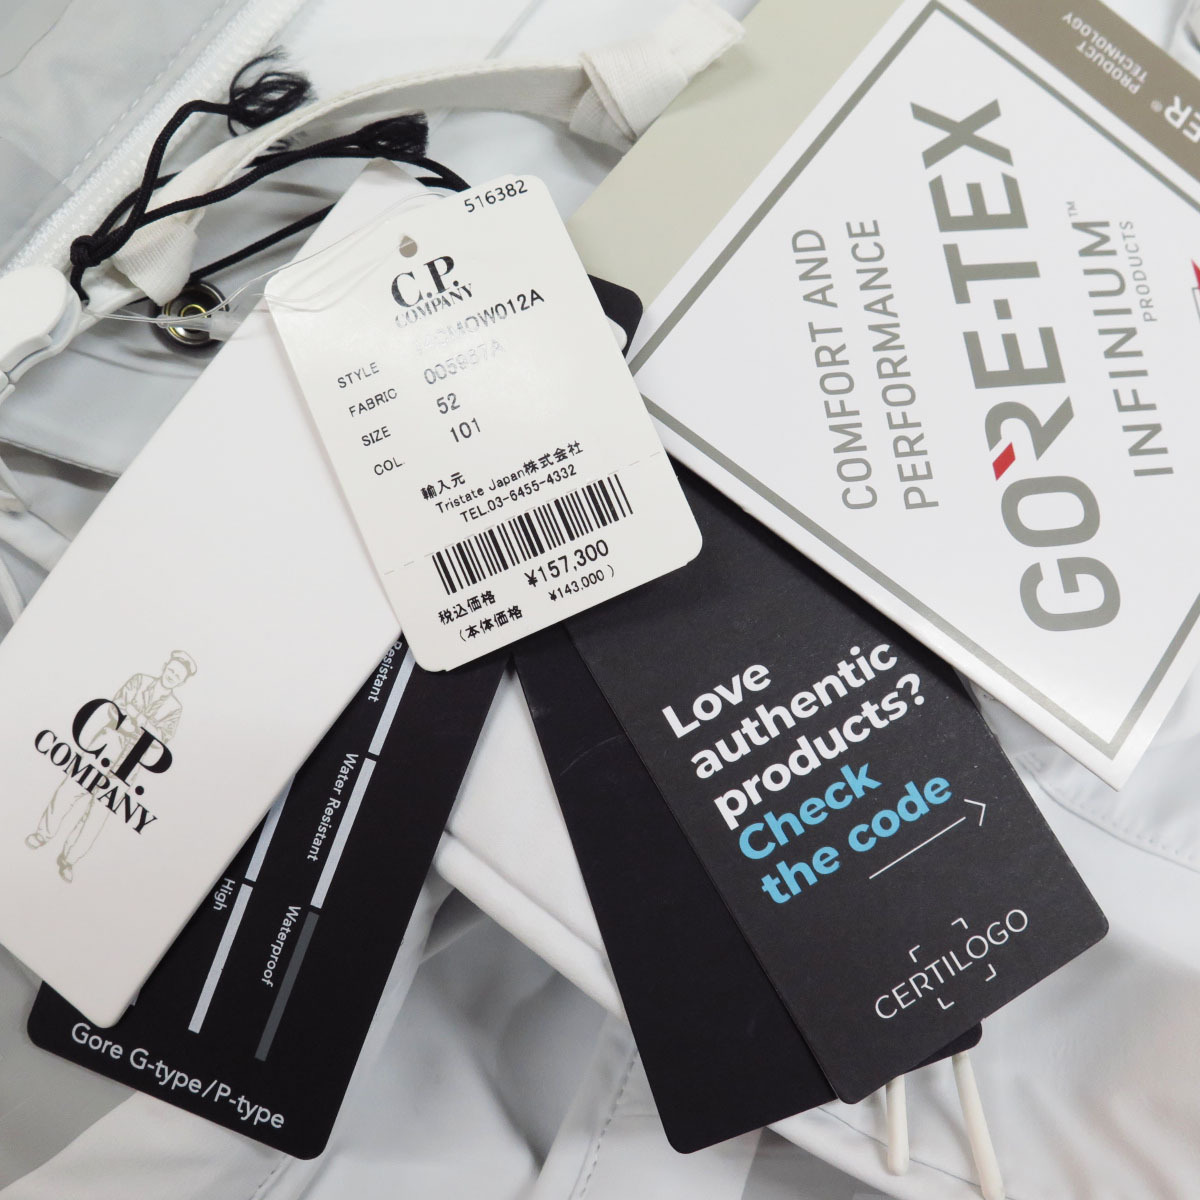 516382
C.P.
COMPANY
STYLE
FABRIC 005937A
SIZE 52
COL. 101
輸入元
Tristate Japan株式会社
TEL.03-6455-4332
¥157,300
税込価格
(本体価格 ¥143,000 )
C.P.
COMPANY
Resistant
Water Resistant
High
Waterproof
Gore G-type/P-type
Love
authentic
products?
Check
the code
CERTILOGO
COMFORT AND
PERFORMANCE
GORE-TEX
INFINIUM™
PRODUCTS
PRODUCT
TECHNOLOGY